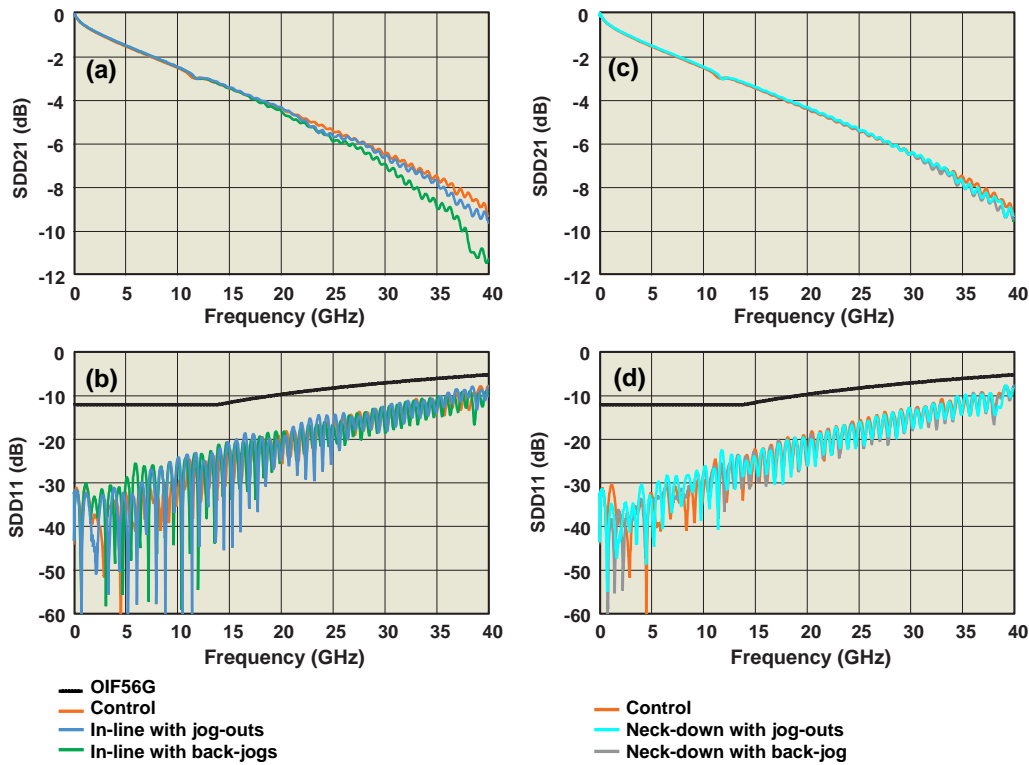 0
-2
-4
-6
-8
-10
-12
SDD21 (dB)
(a)
0 5 10 15 20 25 30 35 40
Frequency (GHz)
0
-2
-4
-6
-8
-10
-12
SDD21 (dB)
(c)
0 5 10 15 20 25 30 35 40
Frequency (GHz)
0
-10
-20
-30
-40
-50
-60
SDD11 (dB)
(b)
0 5 10 15 20 25 30 35 40
Frequency (GHz)
0
-10
-20
-30
-40
-50
-60
SDD11 (dB)
(d)
0 5 10 15 20 25 30 35 40
Frequency (GHz)
OIF56G
Control
In-line with jog-outs
In-line with back-jogs
Control
Neck-down with jog-outs
Neck-down with back-jog